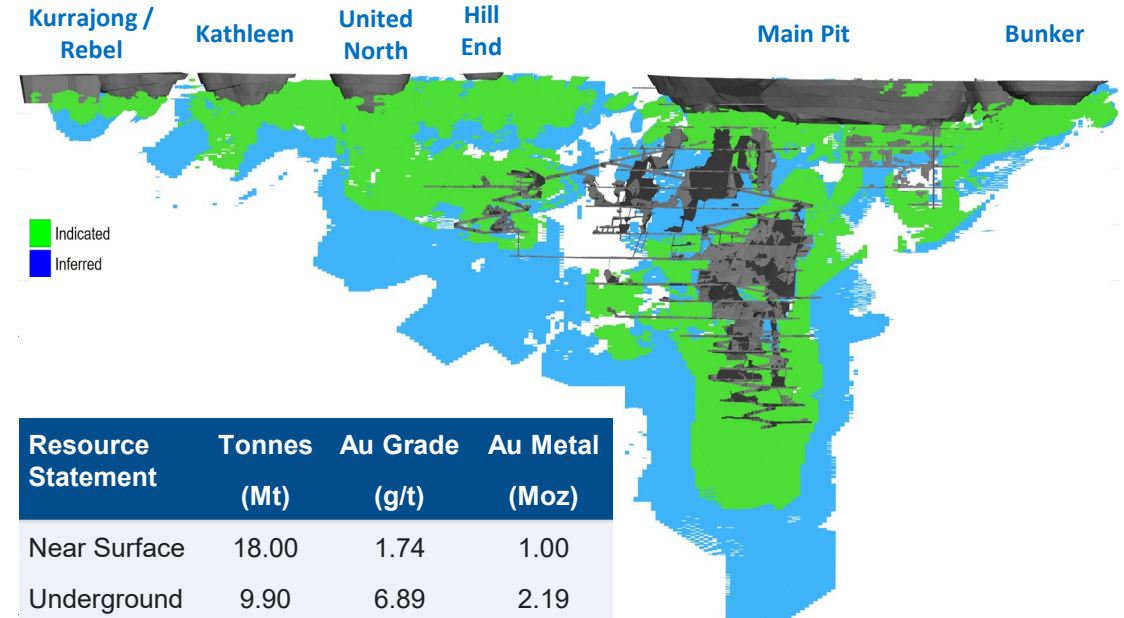 Kurrajong / Rebel
Kathleen
United North
Hill End
Main Pit
Bunker
Indicated
Inferred
Resource Statement Tonnes (Mt) Au Grade (g/t) Au Metal (Moz)
Near Surface 18.00 1.74 1.00
Underground 9.90 6.89 2.19